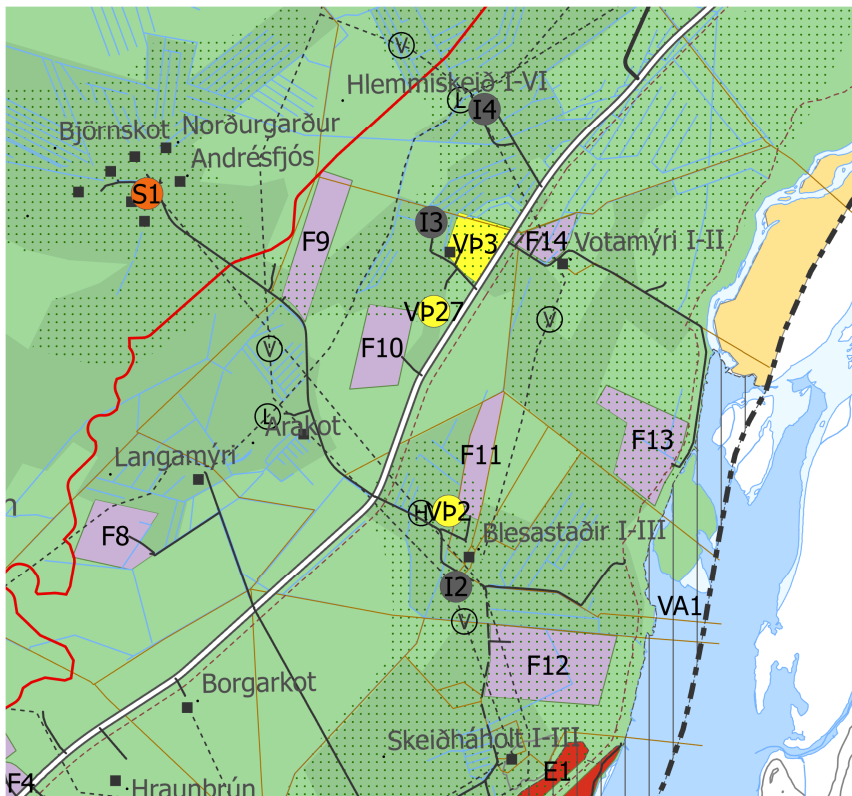 V
Hlemmiskeið I-VI
Ł
I4
Björnskot
Norðurgarður
Andrésfjós
S1
I3
F9
VÞ3
F14
Votamýri I-II
VÞ27
V
V
F10
Ł
Árakot
F13
F11
Langamýri
H
VÞ2
F8
Blesastaðir I-III
I2
V
VA1
F12
Borgarkot
Skeiðháholt I-III
E1
F4
Hraunbrún